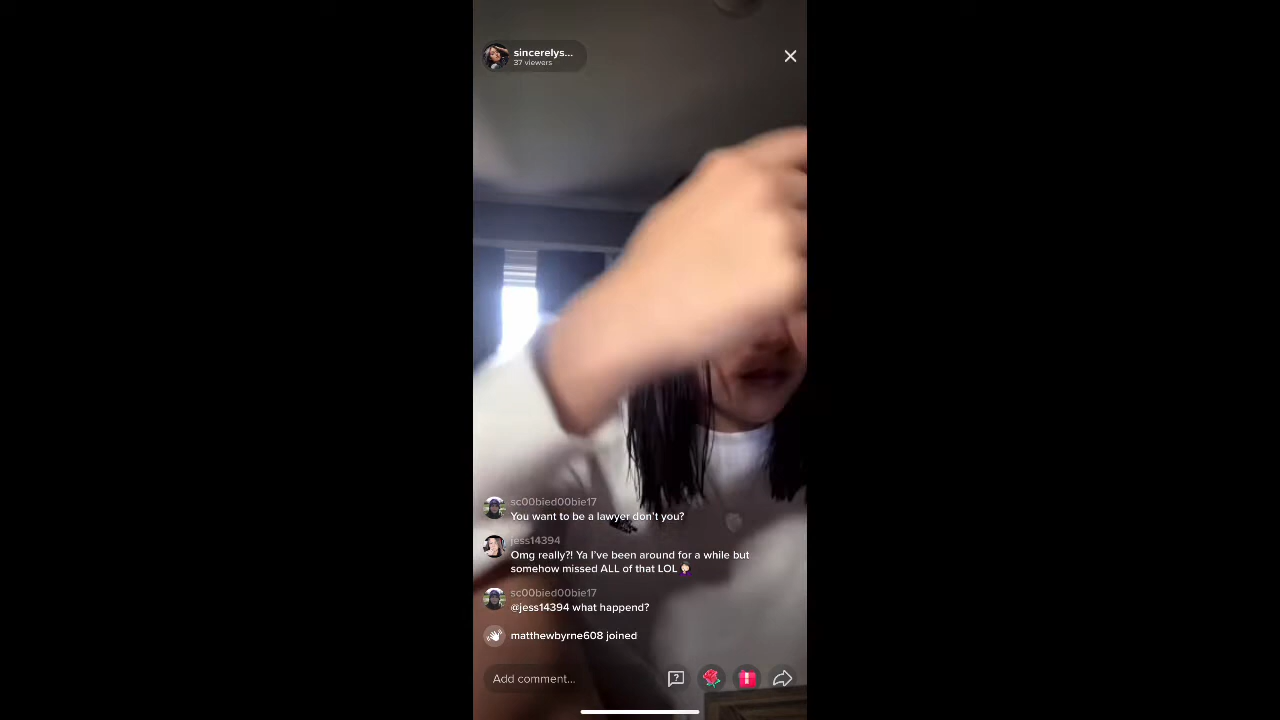 sincerelys...
37 viewers
sc00bied00bie17
You want to be a lawyer don't you?
jess14394
Omg really?! Ya I've been around for a while but
somehow missed ALL of that LOL 🤦🏻‍♀️
sc00bied00bie17
@jess14394 what happend?
matthewbyrne608 joined
Add comment...